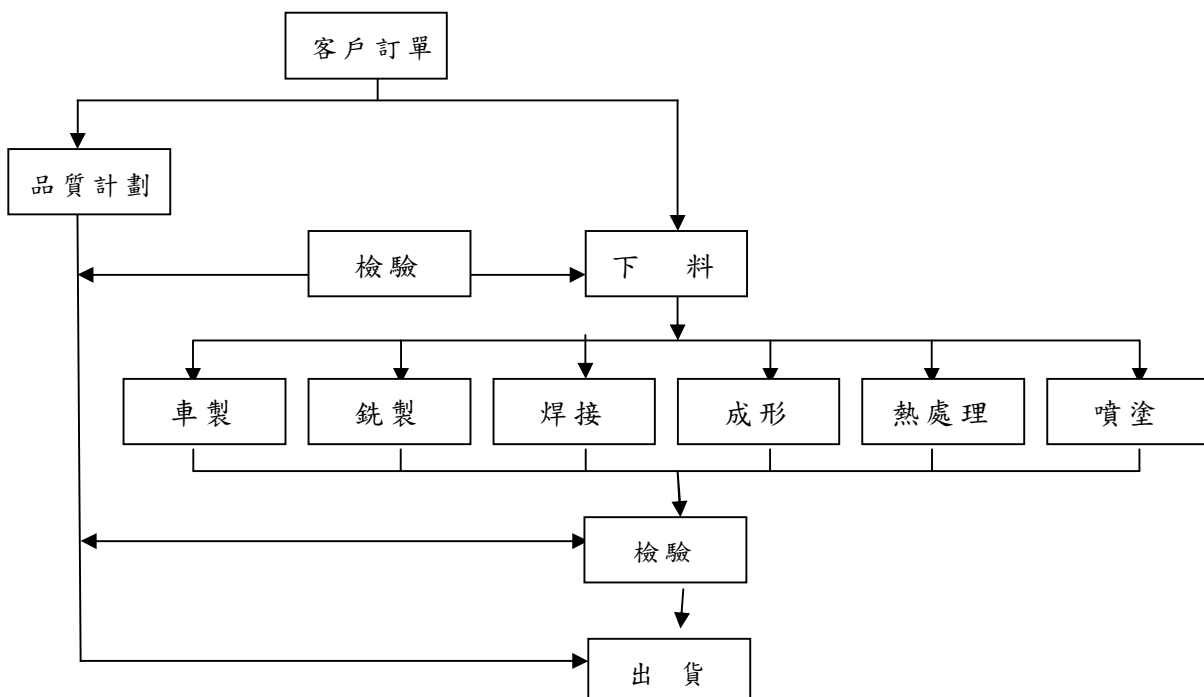 客戶訂單
品質計劃
檢驗
下 料
車製
銑製
焊接
成形
熱處理
噴塗
檢驗
出 貨